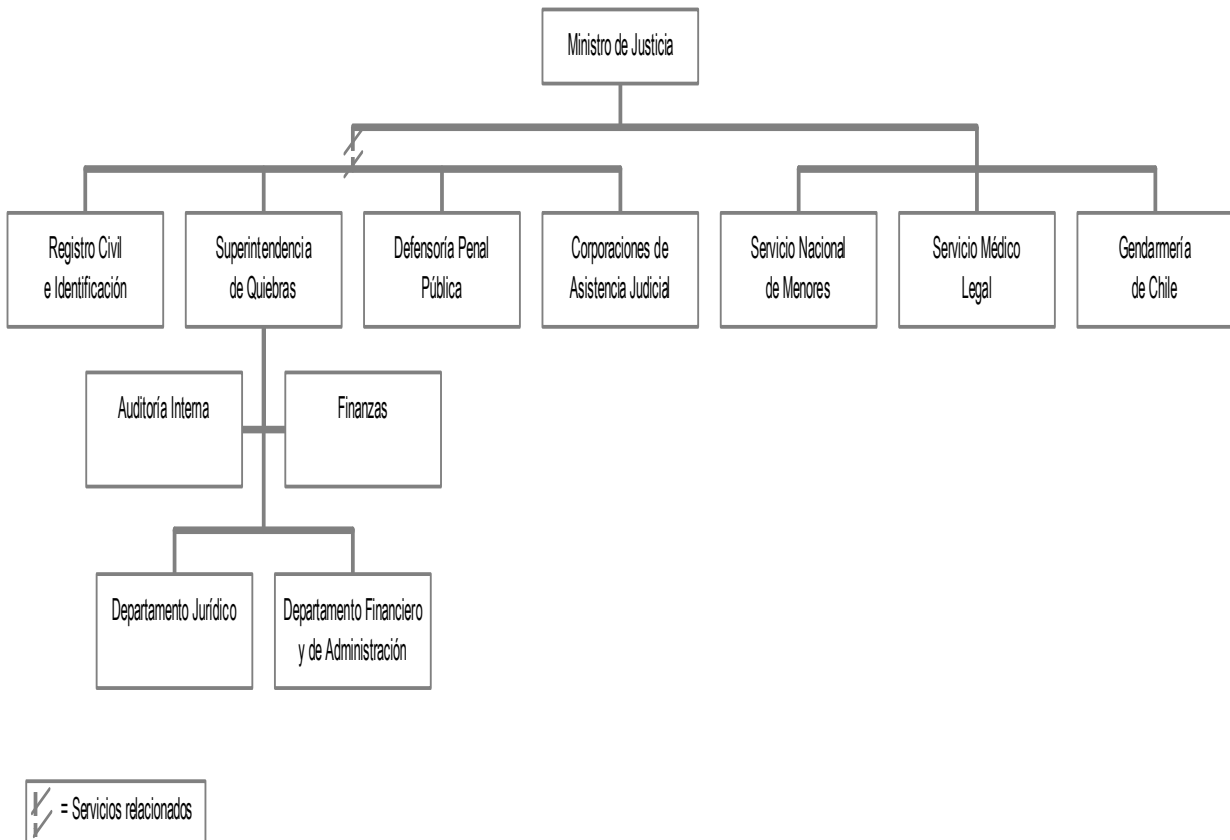 Ministro de Justicia
Registro Civil
e Identificación
Superintendencia
de Quiebras
Defensoría Penal
Pública
Corporaciones de
Asistencia Judicial
Servicio Nacional
de Menores
Servicio Médico
Legal
Gendarmería
de Chile
Auditoría Interna
Finanzas
Departamento Jurídico
Departamento Financiero
y de Administración
= Servicios relacionados